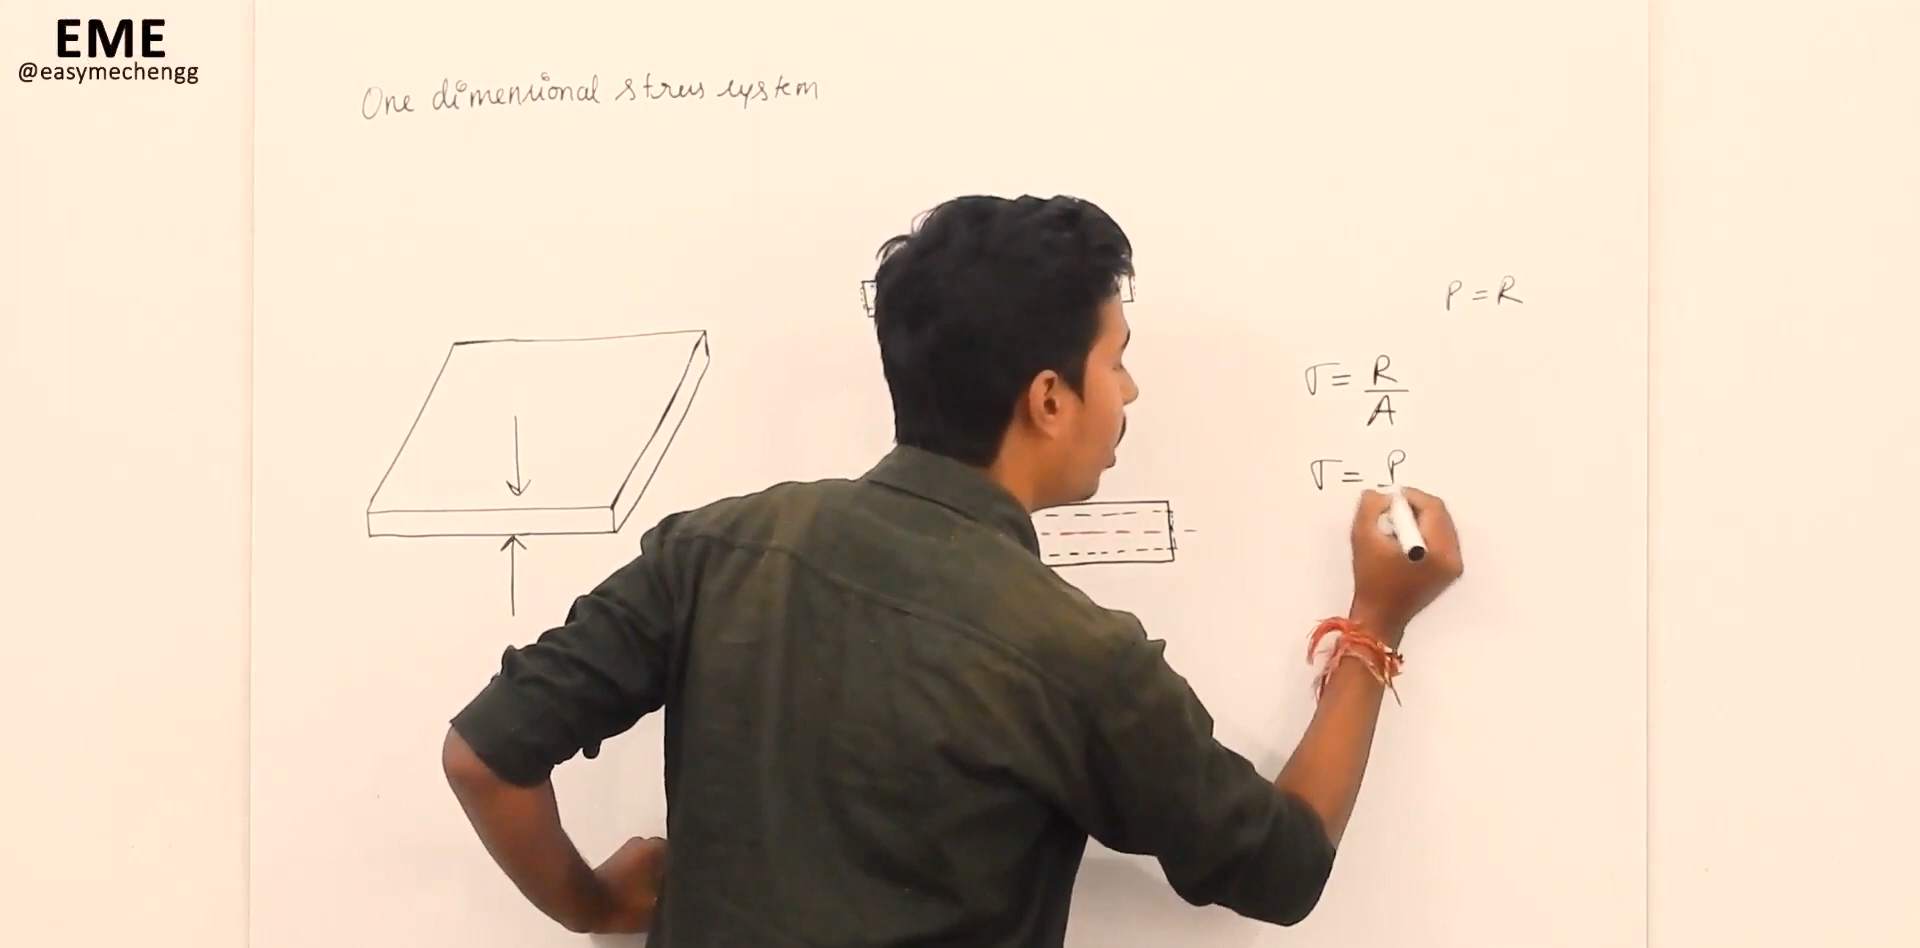 EME
@easymechengg
One dimensional stress system
P = R
σ = R/A
σ = P